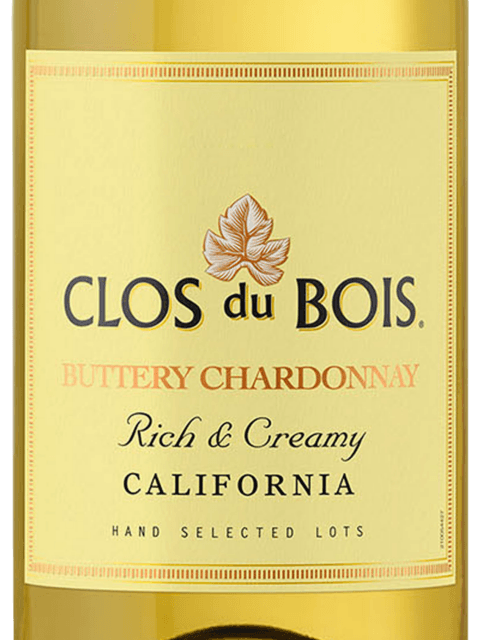 CLOS du BOIS®
BUTTERY CHARDONNAY
Rich & Creamy
CALIFORNIA
HAND SELECTED LOTS